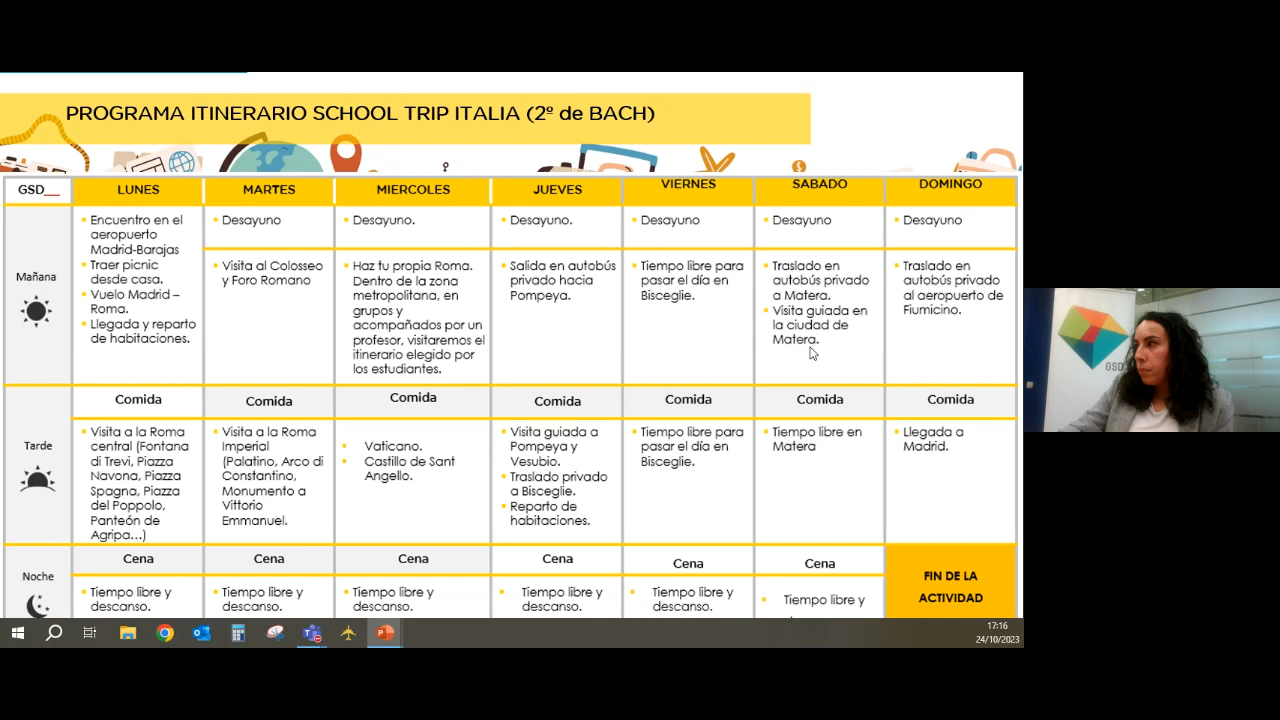 PROGRAMA ITINERARIO SCHOOL TRIP ITALIA (2º de BACH)
GSD__
LUNES
MARTES
MIERCOLES
JUEVES
VIERNES
SABADO
DOMINGO
Mañana
Encuentro en el
aeropuerto
Madrid-Barajas
Traer picnic
desde casa.
Vuelo Madrid –
Roma.
Llegada y reparto
de habitaciones.
Desayuno
Visita al Colosseo
y Foro Romano
Desayuno.
Haz tu propia Roma.
Dentro de la zona
metropolitana, en
grupos y
acompañados por un
profesor, visitaremos el
itinerario elegido por
los estudiantes.
Desayuno.
Salida en autobús
privado hacia
Pompeya.
Desayuno
Tiempo libre para
pasar el día en
Bisceglie.
Desayuno
Traslado en
autobús privado
a Matera.
Visita guiada en
la ciudad de
Matera.
Desayuno
Traslado en
autobús privado
al aeropuerto de
Fiumicino.
Tarde
Comida
Comida
Comida
Comida
Comida
Comida
Comida
Visita a la Roma
central (Fontana
di Trevi, Piazza
Navona, Piazza
Spagna, Piazza
del Poppolo,
Panteón de
Agripa...)
Visita a la Roma
Imperial
(Palatino, Arco di
Constantino,
Monumento a
Vittorio
Emmanuel.
Vaticano.
Castillo de Sant
Angello.
Visita guiada a
Pompeya y
Vesubio.
Traslado privado
a Bisceglie.
Reparto de
habitaciones.
Tiempo libre para
pasar el día en
Bisceglie.
Tiempo libre en
Matera
Llegada a
Madrid.
Noche
Cena
Cena
Cena
Cena
Cena
Cena
Tiempo libre y
descanso.
Tiempo libre y
descanso.
Tiempo libre y
descanso.
Tiempo libre y
descanso.
Tiempo libre y
descanso.
Tiempo libre y
FIN DE LA
ACTIVIDAD
GSD
17:16
24/10/2023